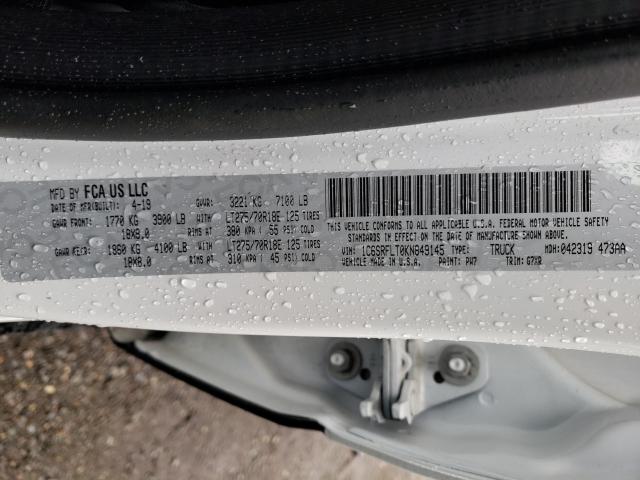 MFD BY FCA US LLC
DATE OF MFR(BUILT): 4-19 GVWR: 3221 KG 7100 LB
GAWR FRONT: 1770 KG 3900 LB WITH LT275/70R18E 125 TIRES
18X8.0 RIMS AT 380 KPA ( 55 PSI) COLD
GAWR REAR: 1350 KG 4100 LB WITH LT275/70R18E 125 TIRES
18X8.0 RIMS AT 310 KPA ( 45 PSI) COLD
THIS VEHICLE CONFORMS TO ALL APPLICABLE U.S.A. FEDERAL MOTOR VEHICLE SAFETY
STANDARDS IN EFFECT ON THE DATE OF MANUFACTURE SHOWN ABOVE.
VIN: 1C6SRFLT0KN849145 TYPE: TRUCK MDH: 042319 473AA
VEHICLE MADE IN U.S.A. PAINT: PW7 TRIM: G7XR